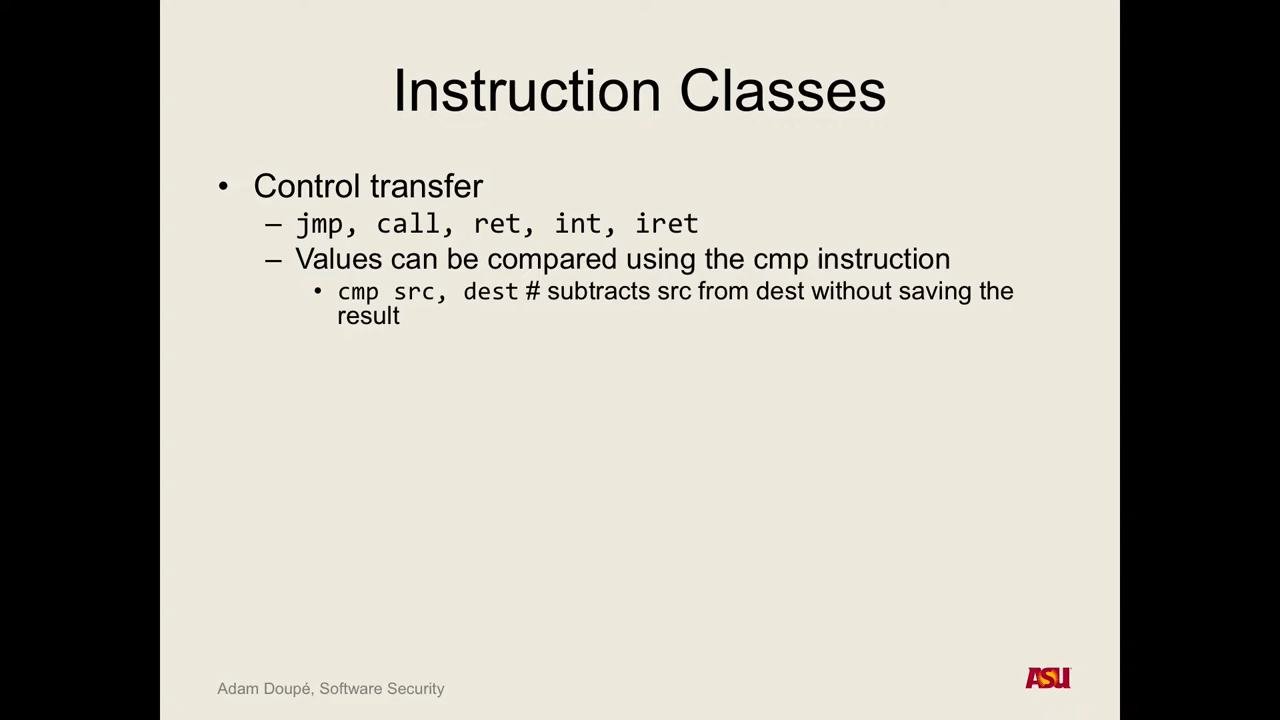 Instruction Classes
• Control transfer
– jmp, call, ret, int, iret
– Values can be compared using the cmp instruction
• cmp src, dest # subtracts src from dest without saving the
result
Adam Doupé, Software Security
ASU